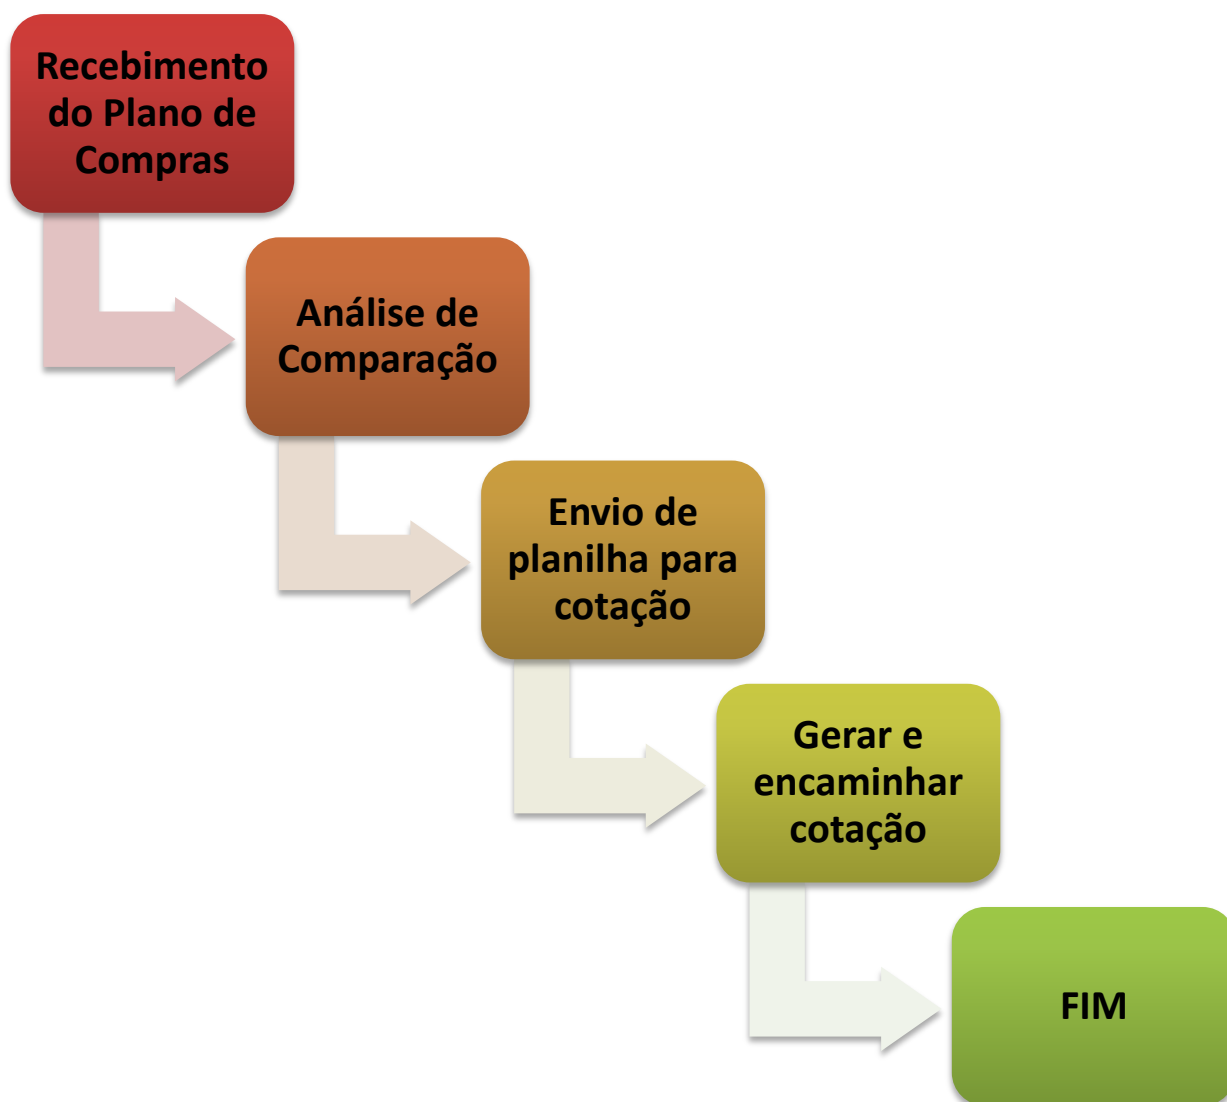 Recebimento
do Plano de
Compras
Análise de
Comparação
Envio de
planilha para
cotação
Gerar e
encaminhar
cotação
FIM